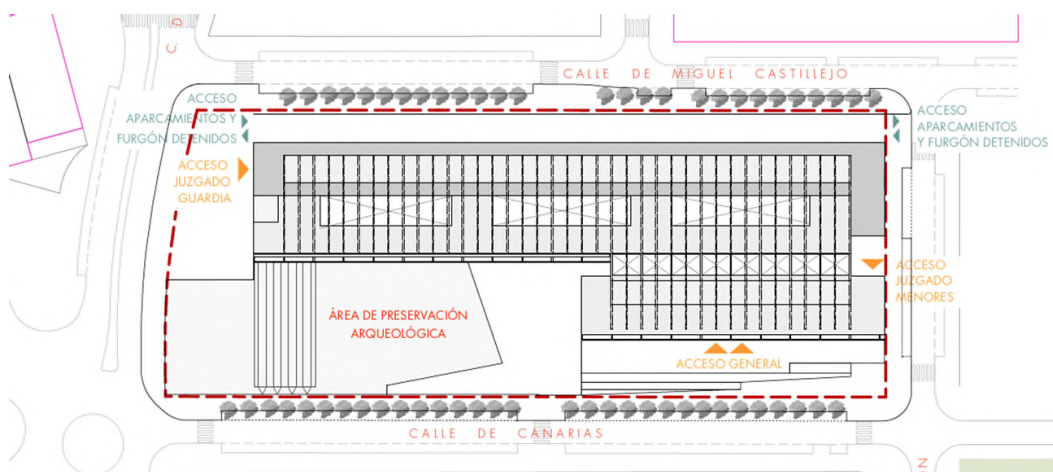 CALLE DE MIGUEL CASTILLEJO
ACCESO
APARCAMIENTOS Y
FURGÓN DETENIDOS
ACCESO
APARCAMIENTOS
Y FURGÓN DETENIDOS
ACCESO
JUZGADO
GUARDIA
ACCESO
JUZGADO
MENORES
ÁREA DE PRESERVACIÓN
ARQUEOLÓGICA
ACCESO GENERAL
CALLE DE CANARIAS